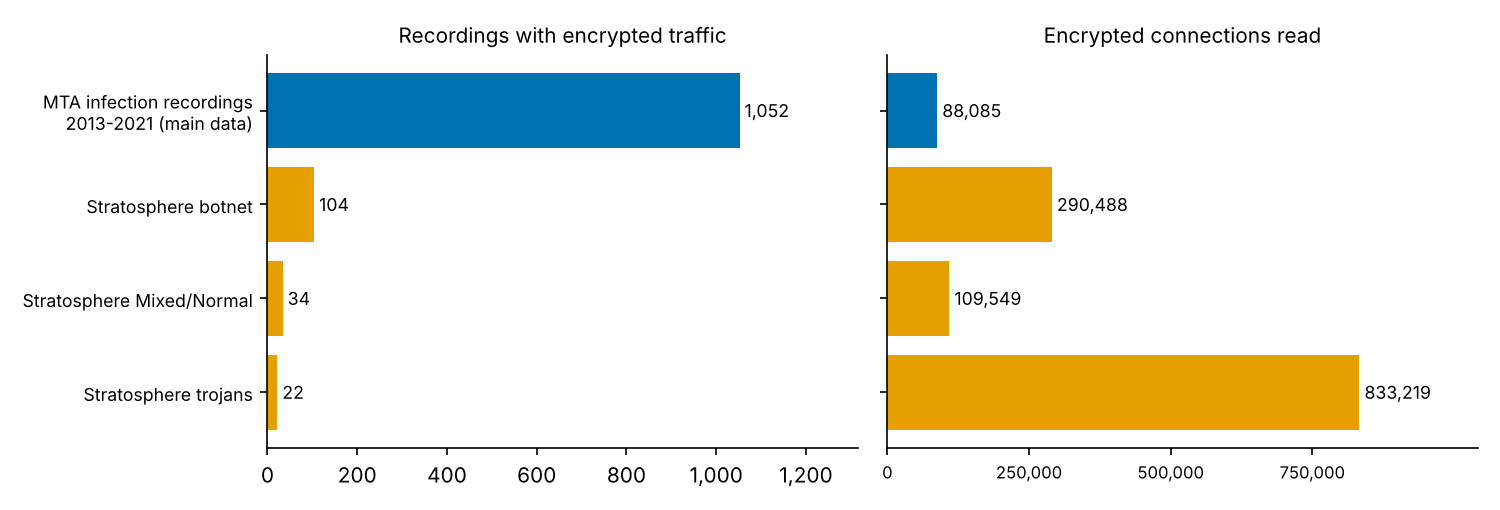 Recordings with encrypted traffic
MTA infection recordings
2013-2021 (main data)
1,052
Stratosphere botnet
104
Stratosphere Mixed/Normal
34
Stratosphere trojans
22
0 200 400 600 800 1,000 1,200
Encrypted connections read
88,085
290,488
109,549
833,219
0 250,000 500,000 750,000